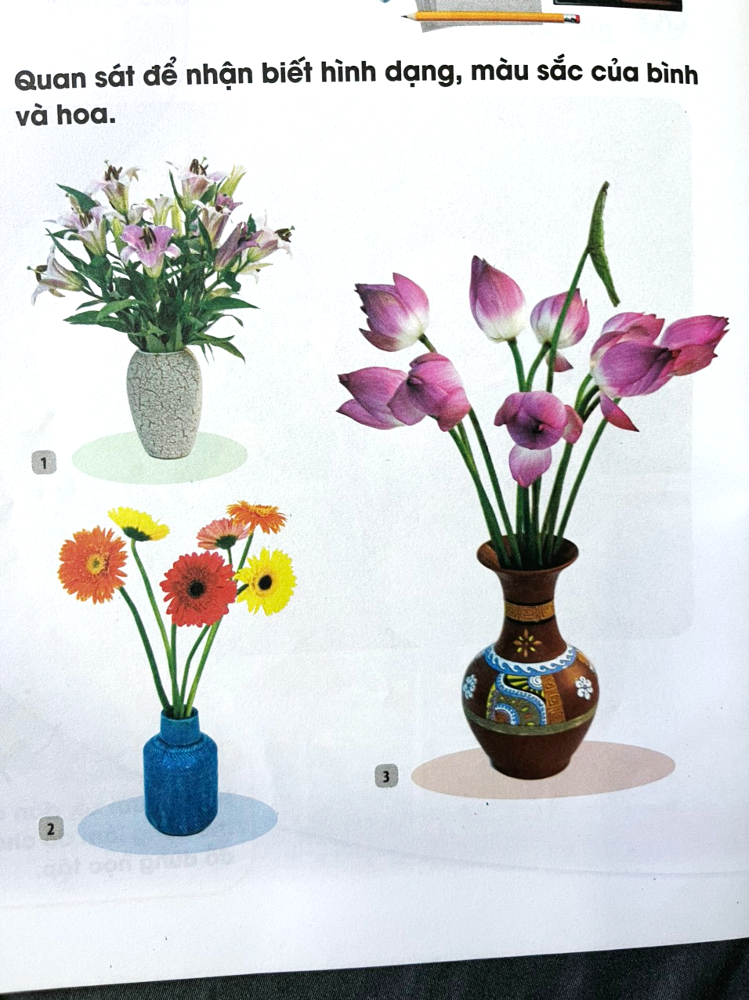 Quan sát để nhận biết hình dạng, màu sắc của bình
và hoa.
1
3
2